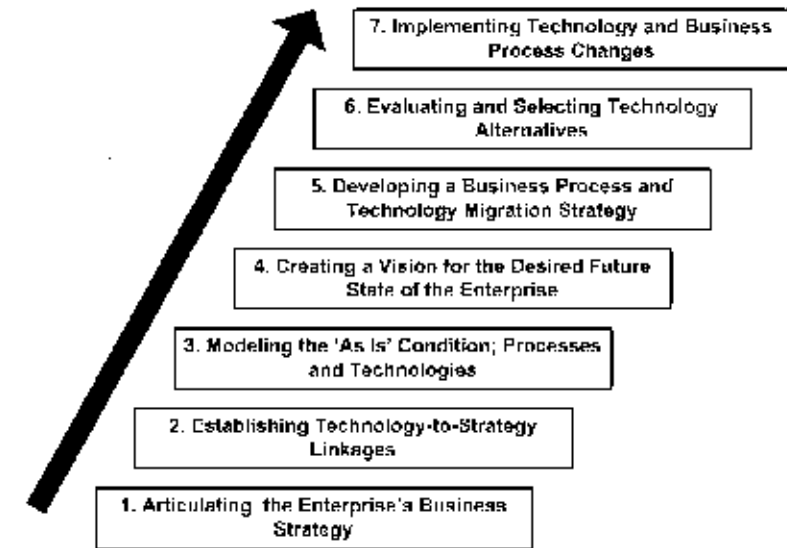 7. Implementing Technology and Business
Process Changes
6. Evaluating and Selecting Technology
Alternatives
5. Developing a Business Process and
Technology Migration Strategy
4. Creating a Vision for the Desired Future
State of the Enterprise
3. Modeling the 'As Is' Condition; Processes
and Technologies
2. Establishing Technology-to-Strategy
Linkages
1. Articulating the Enterprise's Business
Strategy